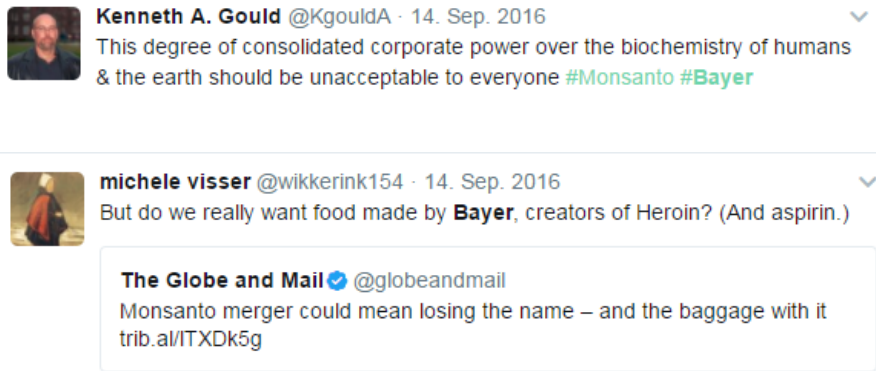 Kenneth A. Gould @KgouldA · 14. Sep. 2016
This degree of consolidated corporate power over the biochemistry of humans
& the earth should be unacceptable to everyone #Monsanto #Bayer
michele visser @wikkerink154 · 14. Sep. 2016
But do we really want food made by Bayer, creators of Heroin? (And aspirin.)
The Globe and Mail @globeandmail
Monsanto merger could mean losing the name – and the baggage with it
trib.al/lTXDk5g